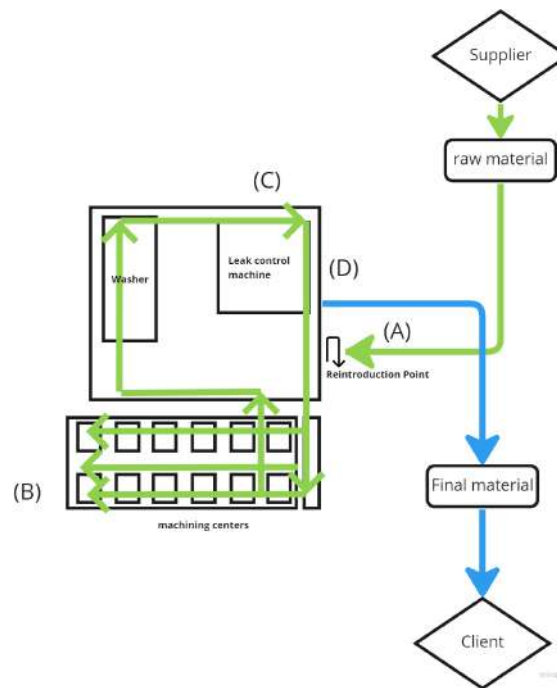 Supplier
raw material
(C)
(D)
Leak control
machine
Washer
(A)
Reintroduction Point
(B)
Final material
machining centers
Client